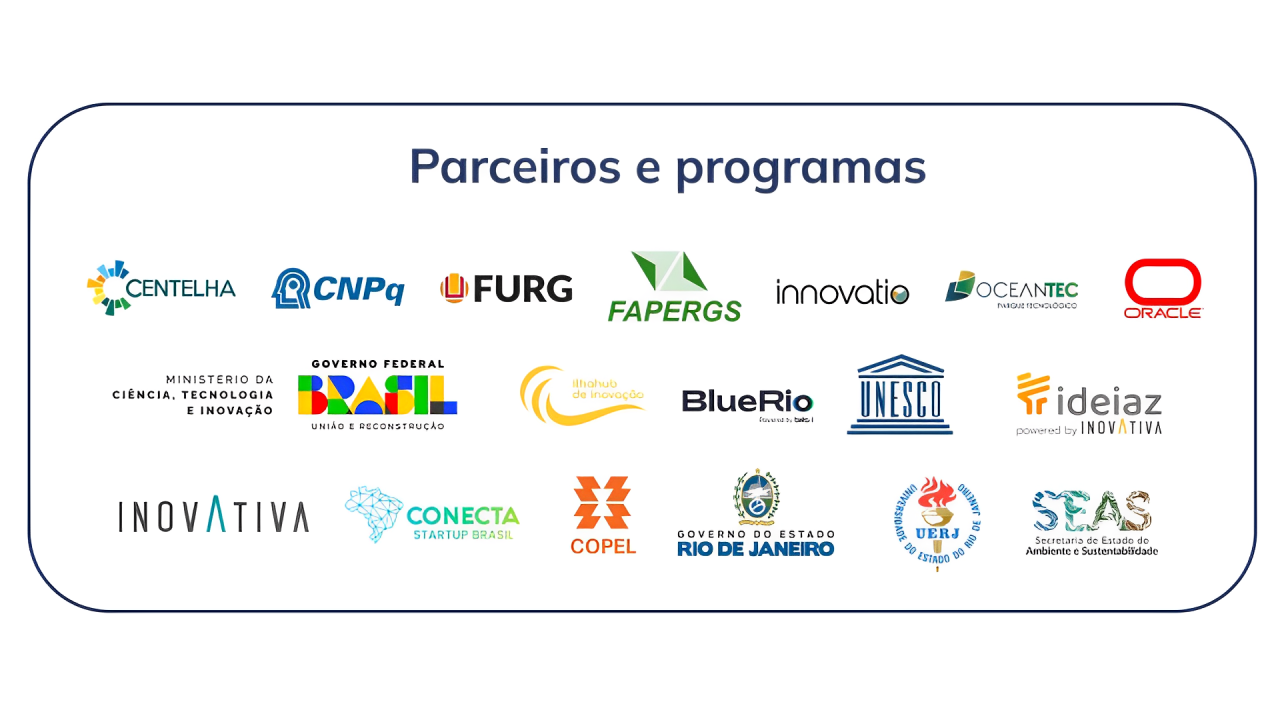 Parceiros e programas
CENTELHA
CNPq
FURG
FAPERGS
innovatio
OCEANTEC
PARQUE TECNOLÓGICO
ORACLE
MINISTÉRIO DA
CIÊNCIA, TECNOLOGIA
E INOVAÇÃO
GOVERNO FEDERAL
BRASIL
UNIÃO E RECONSTRUÇÃO
de inovação
BlueRio
Powered by
UNESCO
ideiaz
powered by INOVATIVA
INOVATIVA
CONECTA
STARTUP BRASIL
COPEL
GOVERNO DO ESTADO
RIO DE JANEIRO
UNIVERSIDADE DO ESTADO DO RIO DE JANEIRO
UERJ
SEAS
Secretaria de Estado do
Ambiente e Sustentabilidade